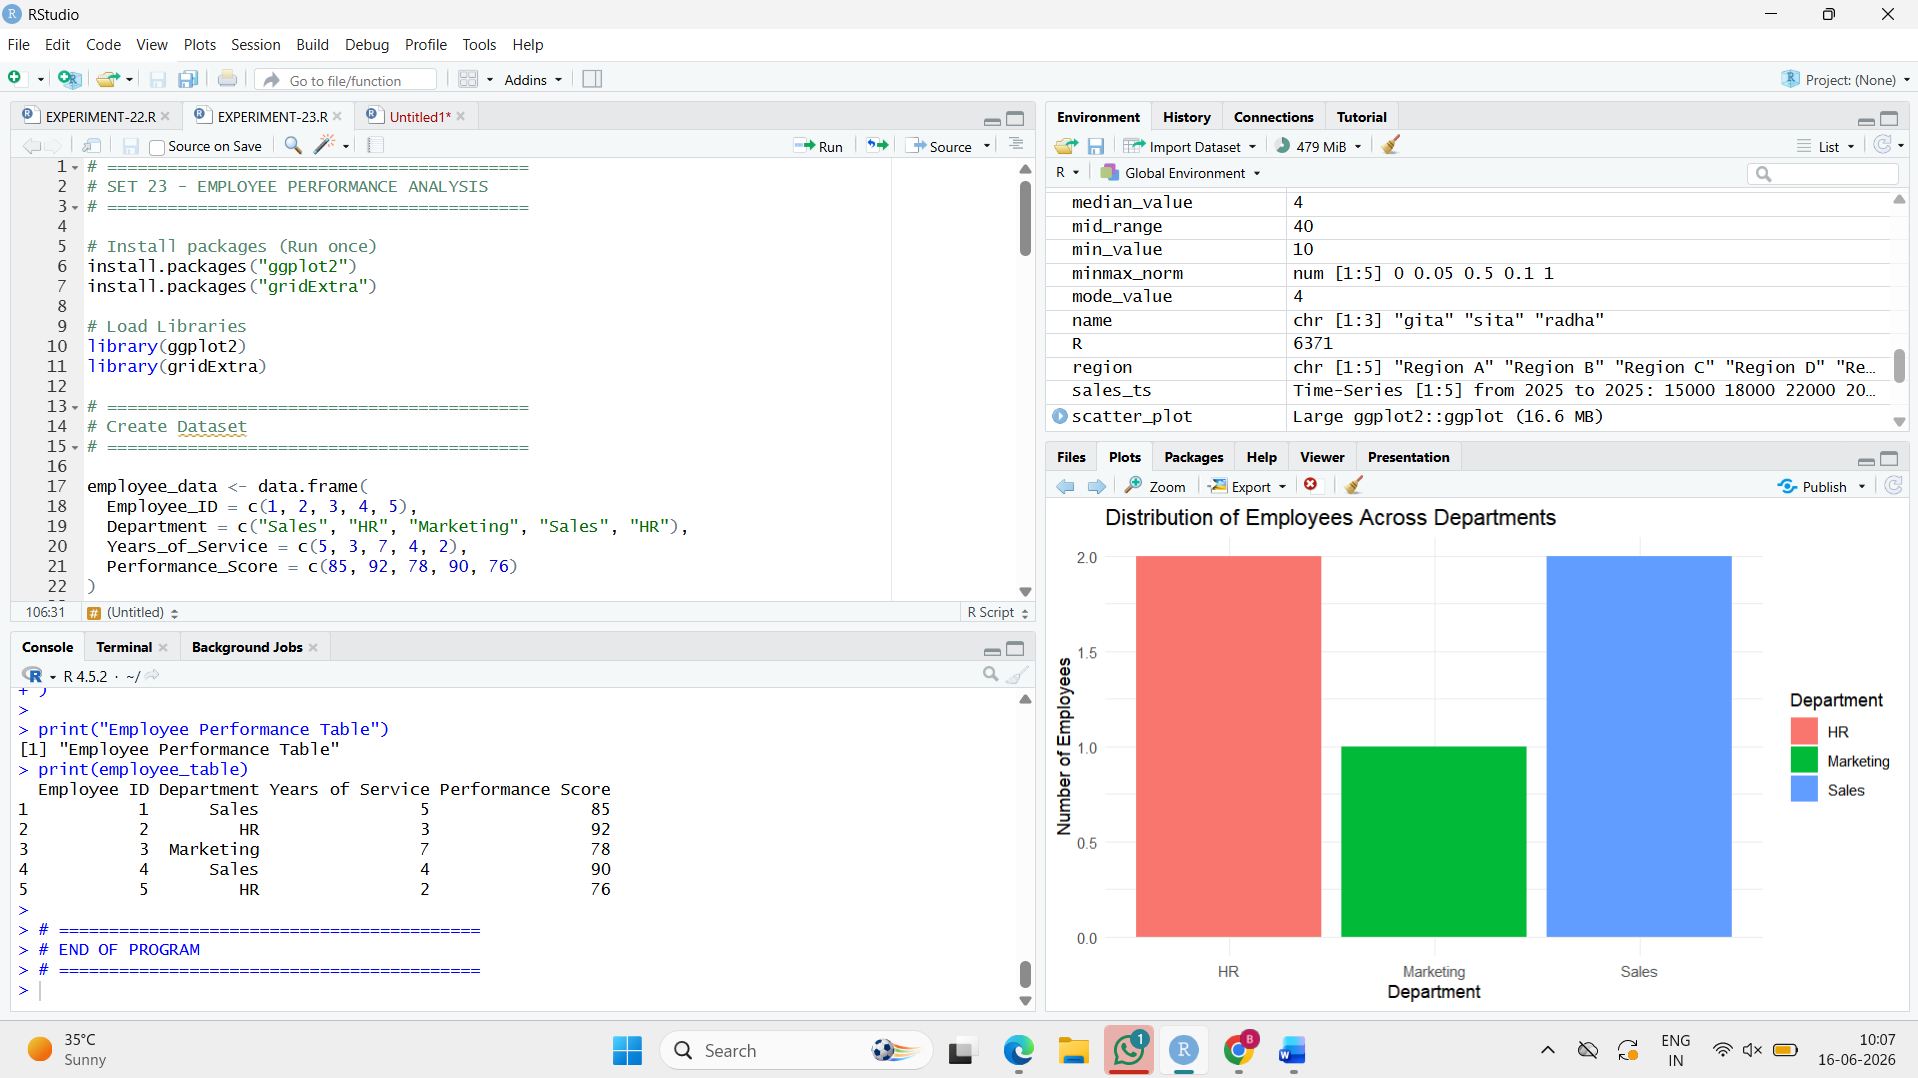 RStudio
File Edit Code View Plots Session Build Debug Profile Tools Help
Go to file/function Addins Project: (None)
EXPERIMENT-22.R EXPERIMENT-23.R Untitled1*
Source on Save Run Source
1 # ==========================================
2 # SET 23 - EMPLOYEE PERFORMANCE ANALYSIS
3 # ==========================================
4
5 # Install packages (Run once)
6 install.packages("ggplot2")
7 install.packages("gridExtra")
8
9 # Load Libraries
10 library(ggplot2)
11 library(gridExtra)
12
13 # ==========================================
14 # Create Dataset
15 # ==========================================
16
17 employee_data <- data.frame(
18 Employee_ID = c(1, 2, 3, 4, 5),
19 Department = c("Sales", "HR", "Marketing", "Sales", "HR"),
20 Years_of_Service = c(5, 3, 7, 4, 2),
21 Performance_Score = c(85, 92, 78, 90, 76)
22 )
106:31 # (Untitled) R Script
Console Terminal Background Jobs
R 4.5.2 · ~/
+ )
>
> print("Employee Performance Table")
[1] "Employee Performance Table"
> print(employee_table)
Employee ID Department Years of Service Performance Score
1 1 Sales 5 85
2 2 HR 3 92
3 3 Marketing 7 78
4 4 Sales 4 90
5 5 HR 2 76
>
> # ==========================================
> # END OF PROGRAM
> # ==========================================
>
Environment History Connections Tutorial
Import Dataset 479 MiB List
R Global Environment
median_value 4
mid_range 40
min_value 10
minmax_norm num [1:5] 0 0.05 0.5 0.1 1
mode_value 4
name chr [1:3] "gita" "sita" "radha"
R 6371
region chr [1:5] "Region A" "Region B" "Region C" "Region D" "Re...
sales_ts Time-Series [1:5] from 2025 to 2025: 15000 18000 22000 20...
scatter_plot Large ggplot2::ggplot (16.6 MB)
Files Plots Packages Help Viewer Presentation
Zoom Export Publish
Distribution of Employees Across Departments
2.0
1.5
1.0
0.5
0.0
Number of Employees
HR Marketing Sales
Department
Department
HR
Marketing
Sales
35°C
Sunny
Search
1
B
ENG
IN
10:07
16-06-2026